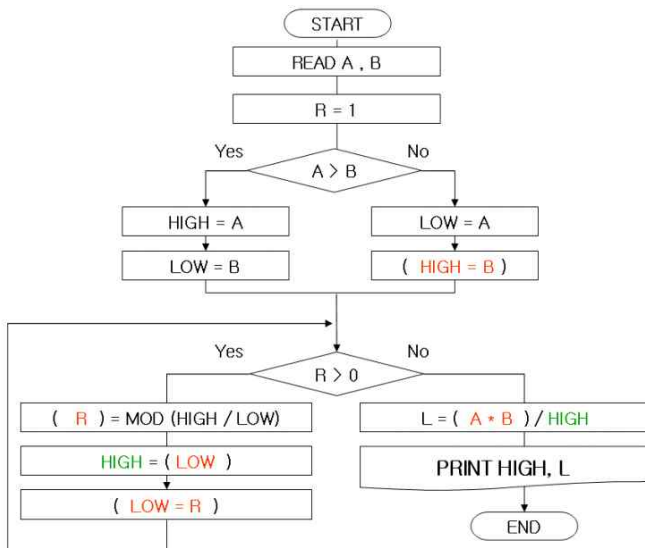 START
READ A , B
R = 1
Yes
No
A > B
HIGH = A
LOW = A
LOW = B
( HIGH = B )
Yes
No
R > 0
( R ) = MOD (HIGH / LOW)
L = ( A * B ) / HIGH
HIGH = ( LOW )
PRINT HIGH, L
( LOW = R )
END